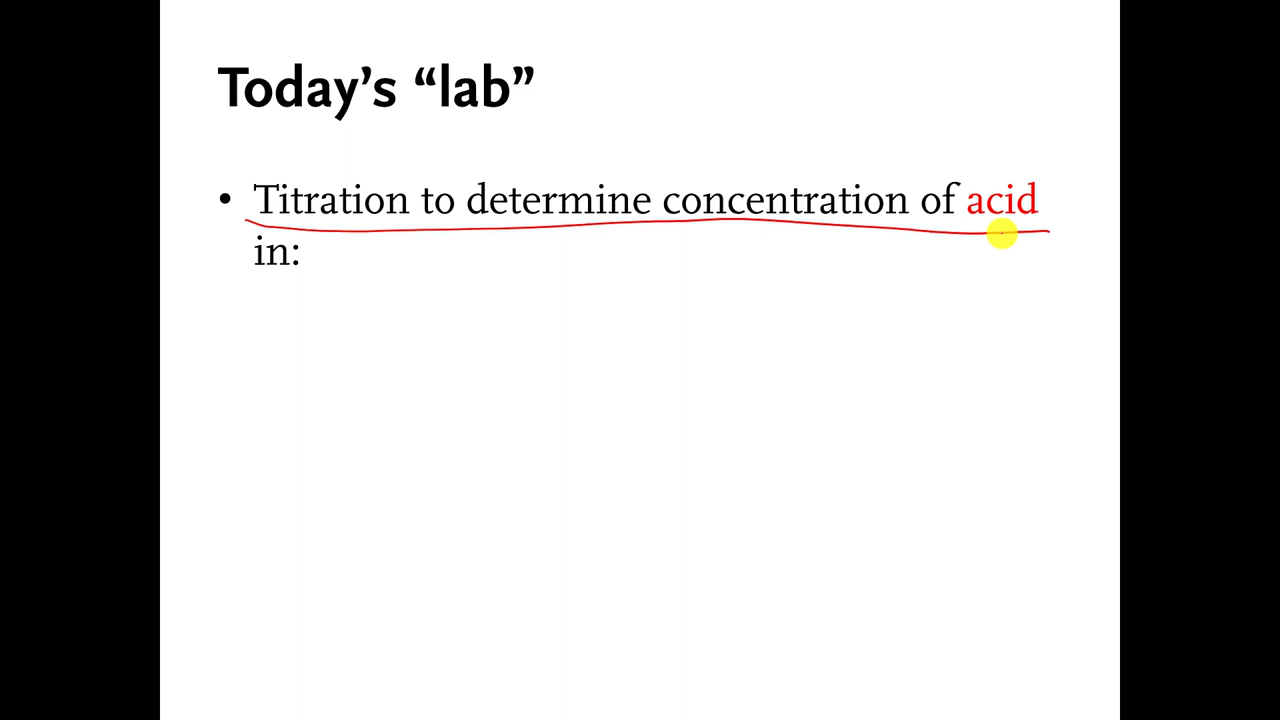 Today’s “lab”
• Titration to determine concentration of acid
in: